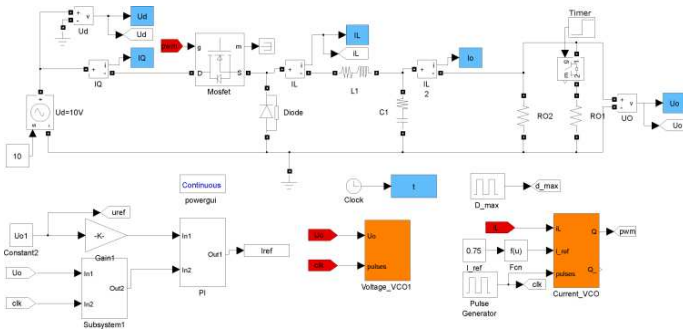 Timer
Ud
Ud
Ud
IQ
IL
iL
Io
g
m
D
S
IQ
Mosfet
IL
L1
IL
2
Ud=10V
Diode
C1
RO2
RO1
UO
Uo
Uo
10
Continuous
powergui
Clock
t
D_max
d_max
uref
Uo1
Constant2
-K-
Gain1
In1
In2
Out1
PI
Iref
Uo
clk
In1
In2
Out2
Subsystem1
Uo
pulses
Voltage_VCO1
0.75
I_ref
f(u)
Fcn
Pulse
Generator
clk
iL
I_ref
pulses
Q
Q_
Current_VCO
pwm